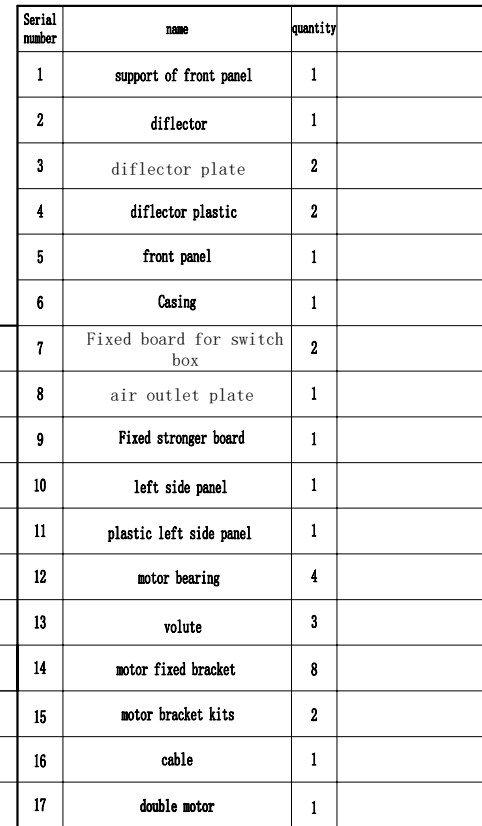 Serial number name quantity
1 support of front panel 1
2 diflector 1
3 diflector plate 2
4 diflector plastic 2
5 front panel 1
6 Casing 1
7 Fixed board for switch box 2
8 air outlet plate 1
9 Fixed stronger board 1
10 left side panel 1
11 plastic left side panel 1
12 motor bearing 4
13 volute 3
14 motor fixed bracket 8
15 motor bracket kits 2
16 cable 1
17 double motor 1